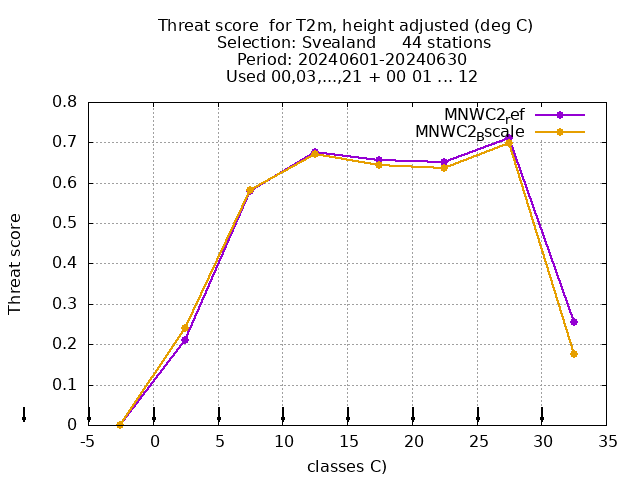 Threat score  for T2m, height adjusted (deg C)
Selection: Svealand     44 stations
Period: 20240601-20240630
Used 00,03,...,21 + 00 01 ... 12
MNWC2_ref
MNWC2_Bscale
0.8
0.7
0.6
0.5
0.4
0.3
0.2
0.1
0
Threat score
-5 0 5 10 15 20 25 30 35
classes C)